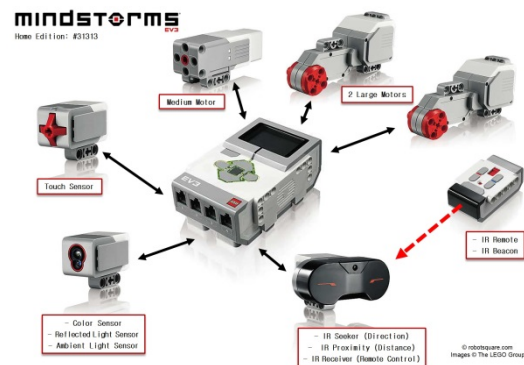 mindstorms
EV3
Home Edition: #31313
Medium Motor
2 Large Motors
Touch Sensor
EV3
- IR Remote
- IR Beacon
- Color Sensor
- Reflected Light Sensor
- Ambient Light Sensor
- IR Seeker (Direction)
- IR Proximity (Distance)
- IR Receiver (Remote Control)
© robotsquare.com
Images © The LEGO Group